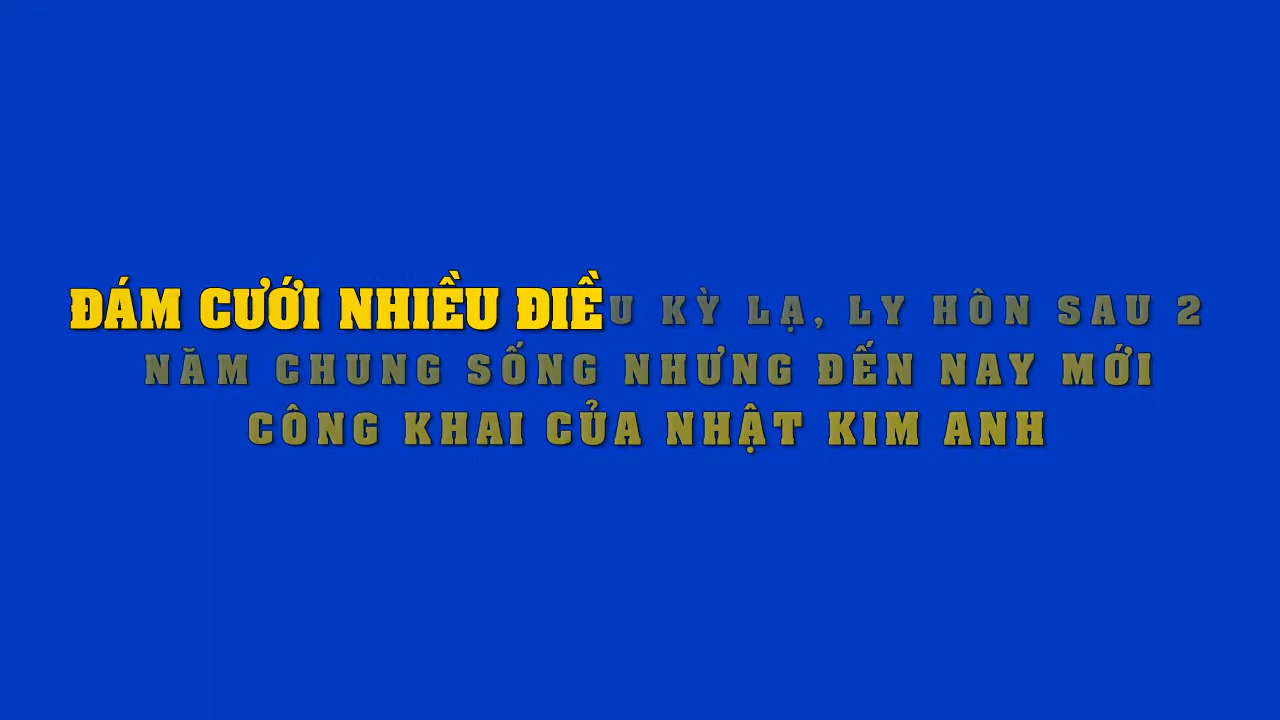 ĐÁM CƯỚI NHIỀU ĐIỀU KỲ LẠ, LY HÔN SAU 2
NĂM CHUNG SỐNG NHƯNG ĐẾN NAY MỚI
CÔNG KHAI CỦA NHẬT KIM ANH